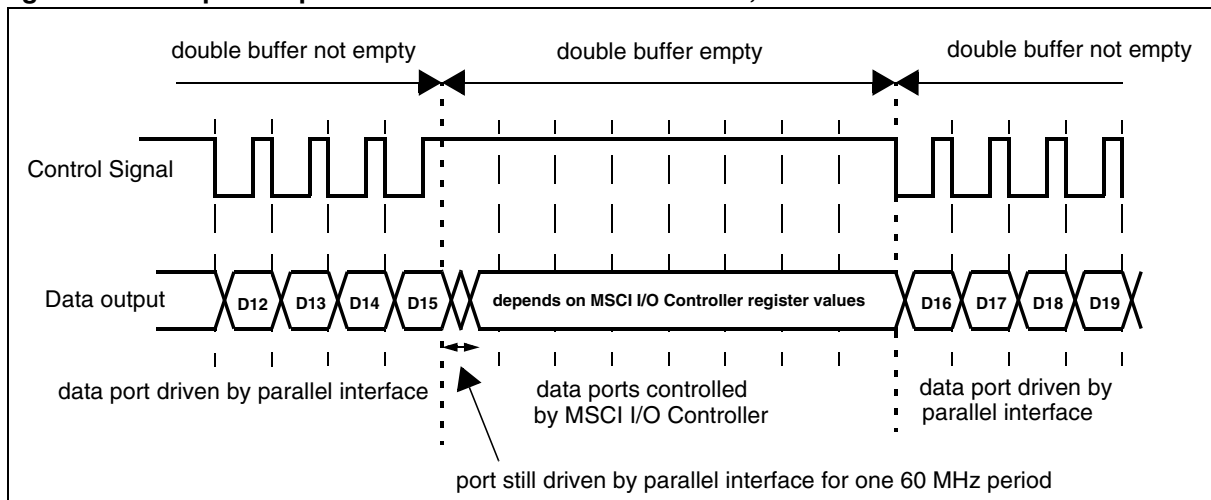 double buffer not empty
double buffer empty
double buffer not empty
Control Signal
Data output
D12
D13
D14
D15
depends on MSCI I/O Controller register values
D16
D17
D18
D19
data port driven by parallel interface
data ports controlled
by MSCI I/O Controller
data port driven by
parallel interface
port still driven by parallel interface for one 60 MHz period